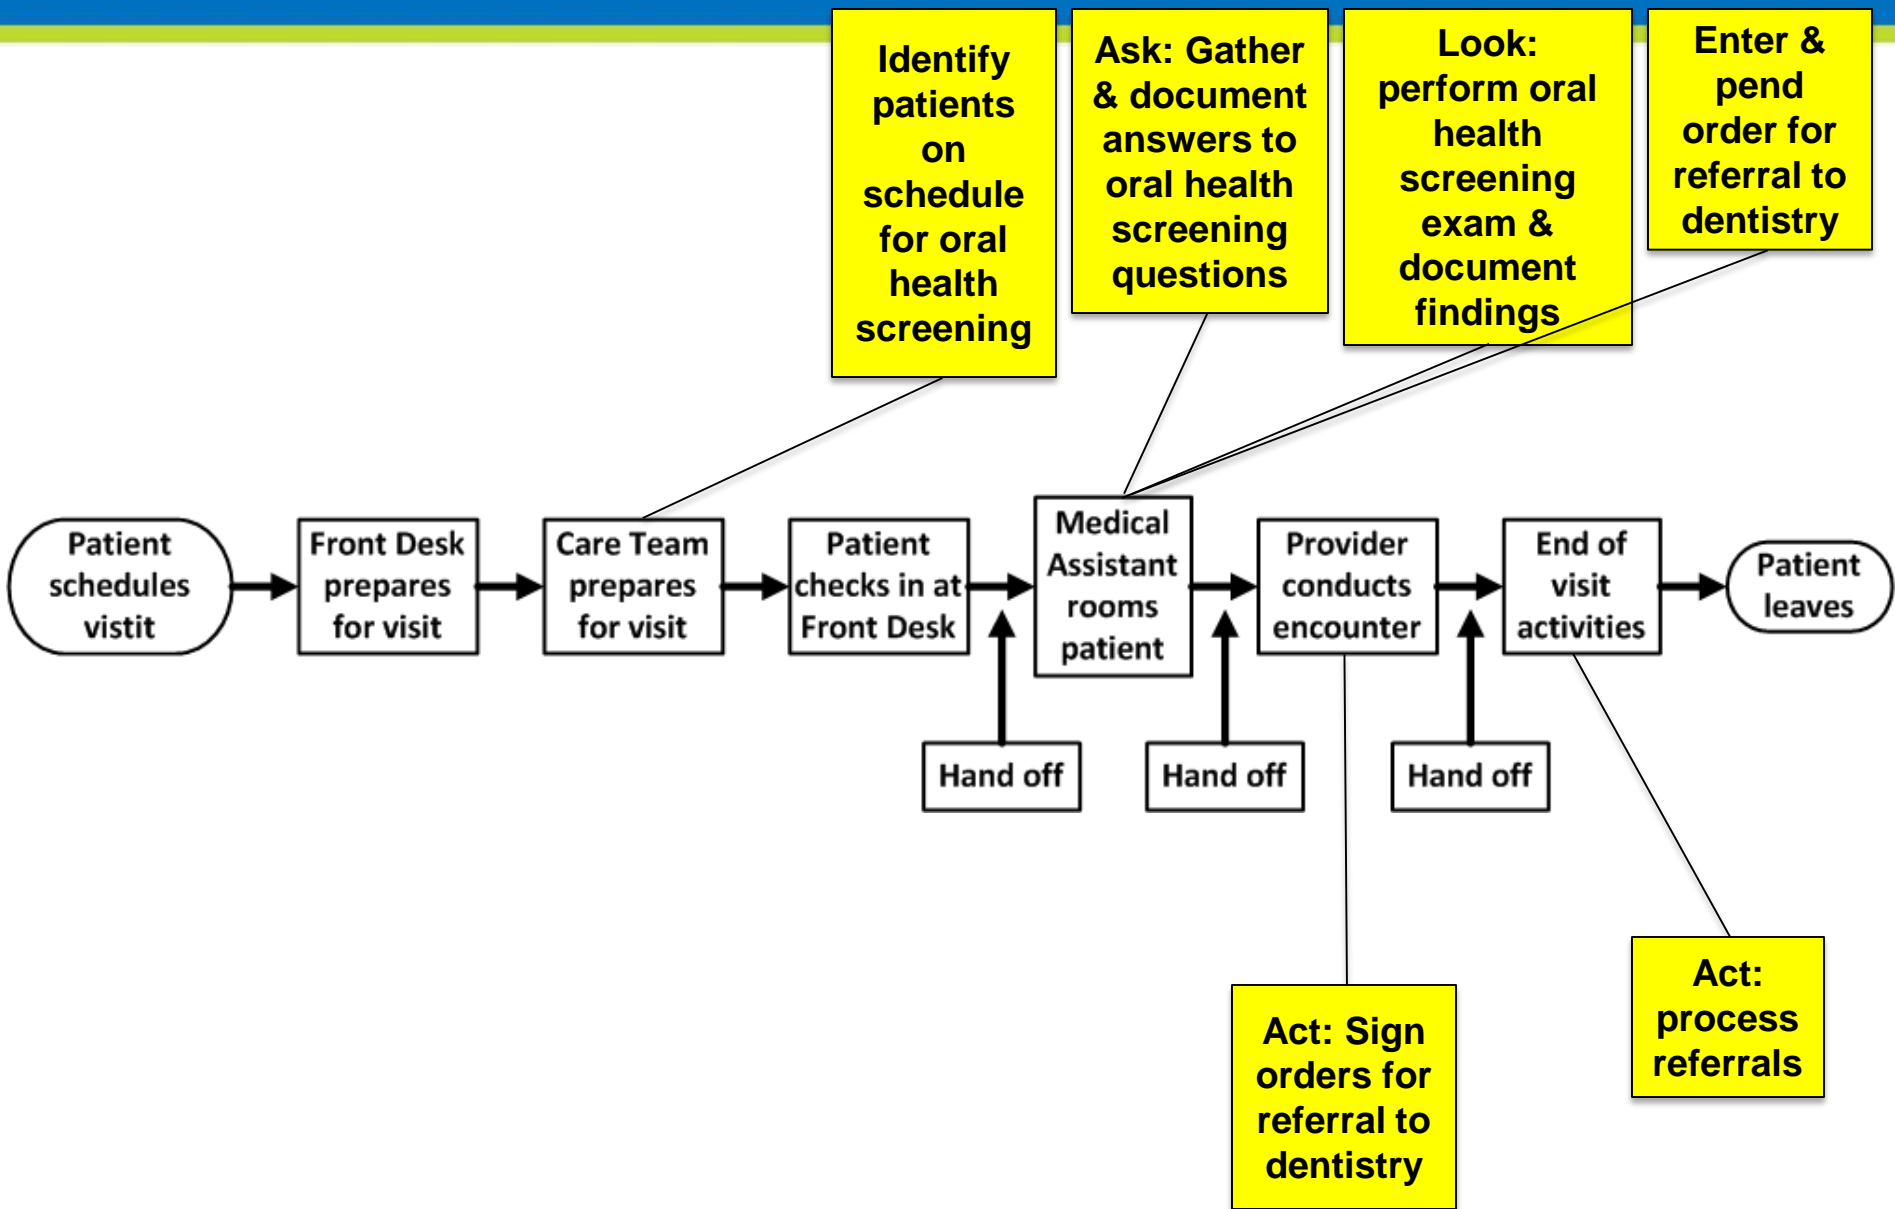 Identify
patients
on
schedule
for oral
health
screening
Ask: Gather
& document
answers to
oral health
screening
questions
Look:
perform oral
health
screening
exam &
document
findings
Enter &
pend
order for
referral to
dentistry
Patient
schedules
vistit
Front Desk
prepares
for visit
Care Team
prepares
for visit
Patient
checks in at
Front Desk
Medical
Assistant
rooms
patient
Provider
conducts
encounter
End of
visit
activities
Patient
leaves
Hand off
Hand off
Hand off
Act: Sign
orders for
referral to
dentistry
Act:
process
referrals